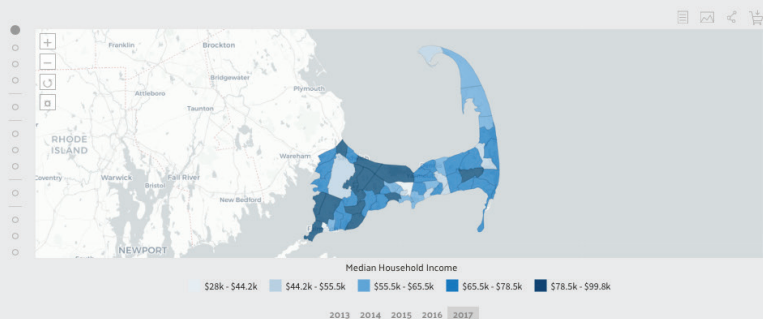 Franklin
Brockton
Bridgewater
Plymouth
Attleboro
Taunton
RHODE
ISLAND
Wareham
Coventry
Warwick
Fall River
Bristol
New Bedford
NEWPORT
Median Household Income
$28k - $44.2k $44.2k - $55.5k $55.5k - $65.5k $65.5k - $78.5k $78.5k - $99.8k
2013 2014 2015 2016 2017